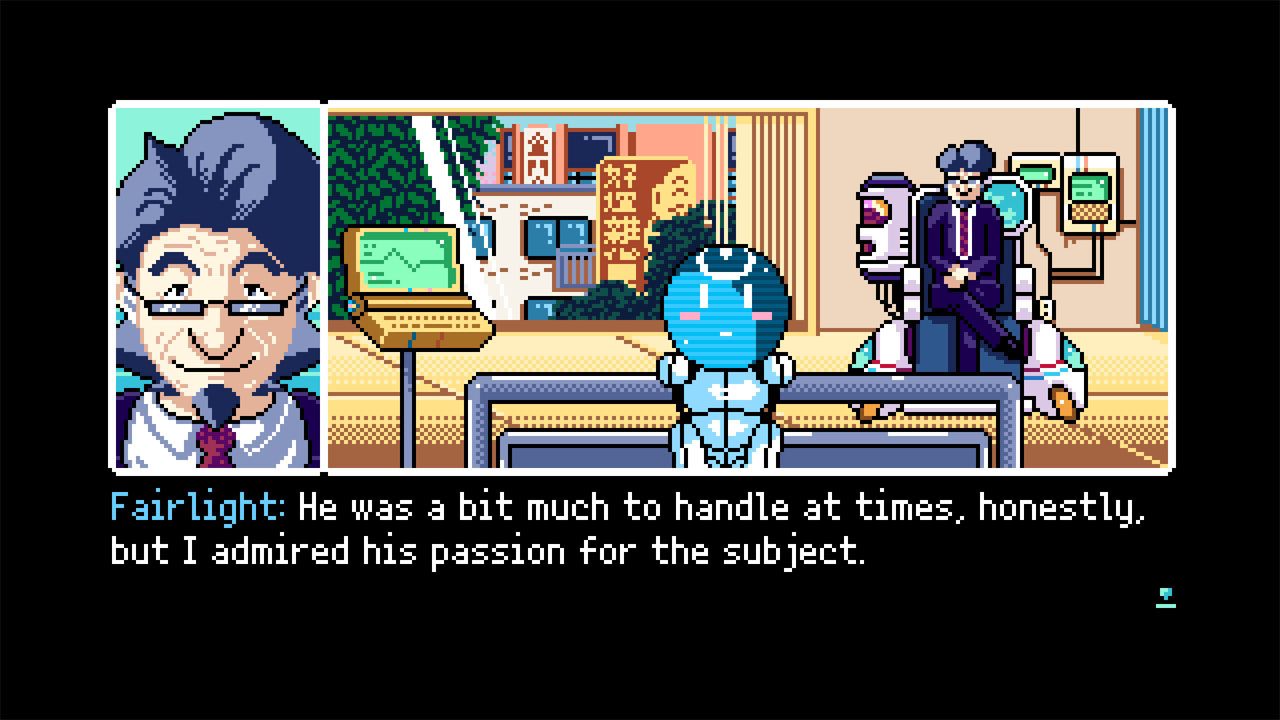 Fairlight: He was a bit much to handle at times, honestly,
but I admired his passion for the subject.